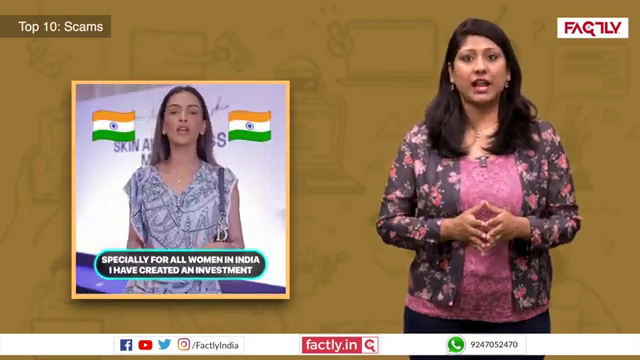 Top 10: Scams
FACTLY
SKIN A
SPECIALLY FOR ALL WOMEN IN INDIA
I HAVE CREATED AN INVESTMENT
/FactlyIndia
factly.in
9247052470